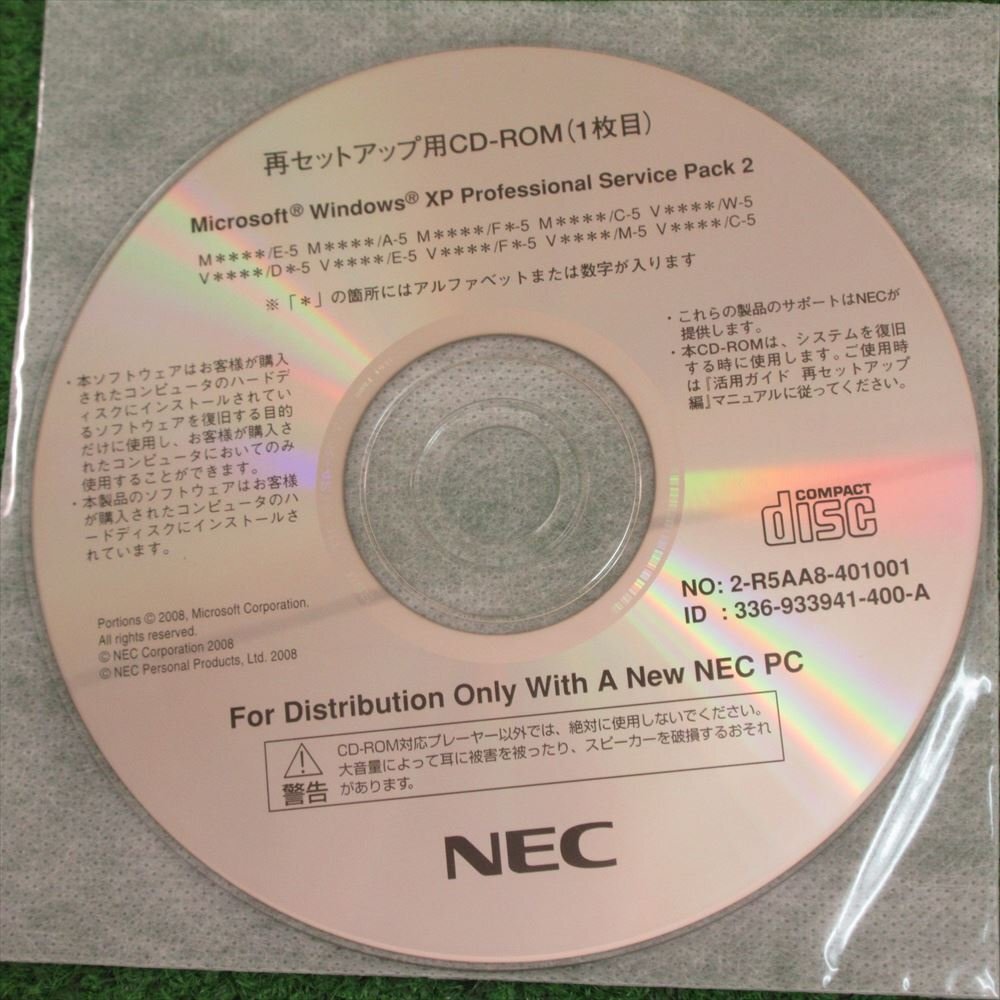 再セットアップ用CD-ROM(1枚目)
Microsoft® Windows® XP Professional Service Pack 2
M****/E-5 M****/A-5 M****/F*-5 M****/C-5 V****/W-5
V****/D*-5 V****/E-5 V****/F*-5 V****/M-5 V****/C-5
※「*」の箇所にはアルファベットまたは数字が入ります
・本ソフトウェアはお客様が購入
されたコンピュータのハードデ
ィスクにインストールされてい
るソフトウェアを復旧する目的
だけに使用し、お客様が購入さ
れたコンピュータにおいてのみ
使用することができます。
・本製品のソフトウェアはお客様
が購入されたコンピュータのハ
ードディスクにインストールさ
れています。
・これらの製品のサポートはNECが
提供します。
・本CD-ROMは、システムを復旧
する時に使用します。ご使用時
は『活用ガイド 再セットアップ
編』マニュアルに従ってください。
COMPACT
disc
NO: 2-R5AA8-401001
ID : 336-933941-400-A
Portions © 2008, Microsoft Corporation.
All rights reserved.
© NEC Corporation 2008
© NEC Personal Products, Ltd. 2008
For Distribution Only With A New NEC PC
警告
CD-ROM対応プレーヤー以外では、絶対に使用しないでください。
大音量によって耳に被害を被ったり、スピーカーを破損するおそれ
があります。
NEC